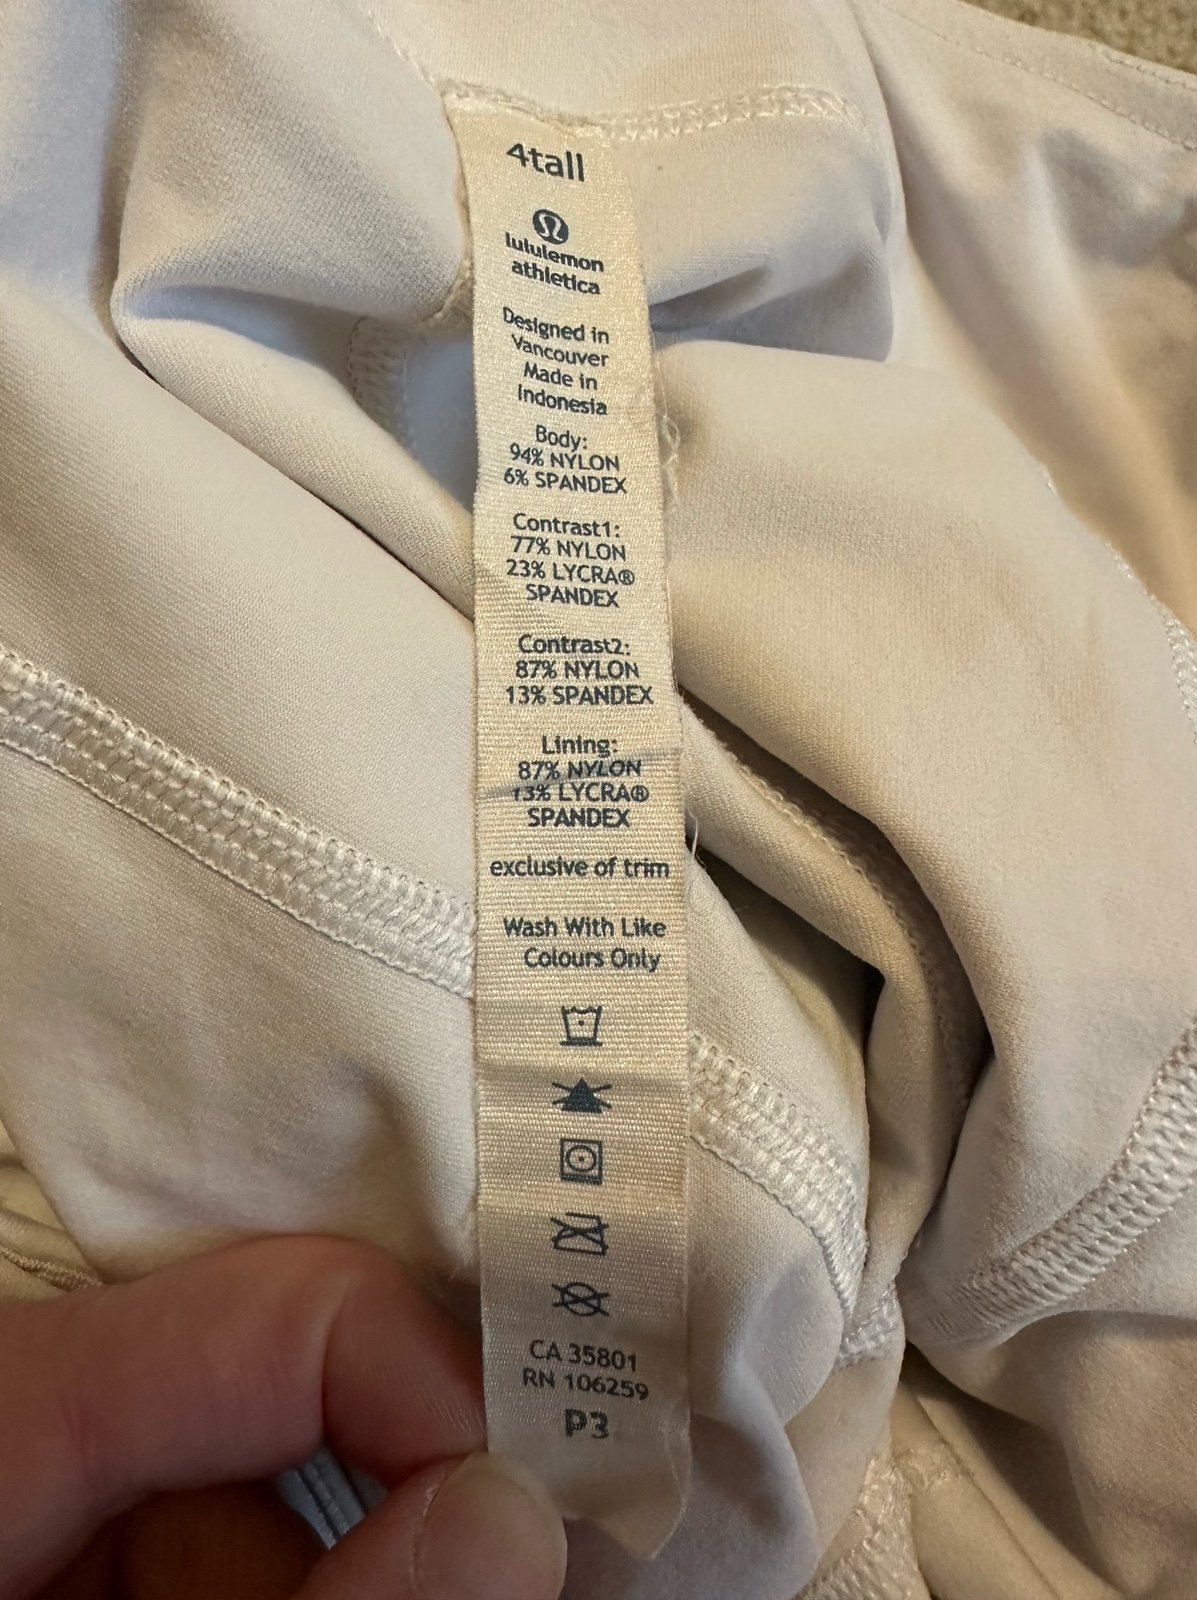 4tall
lululemon
athletica
Designed in
Vancouver
Made in
Indonesia
Body:
94% NYLON
6% SPANDEX
Contrast1:
77% NYLON
23% LYCRA®
SPANDEX
Contrast2:
87% NYLON
13% SPANDEX
Lining:
87% NYLON
13% LYCRA®
SPANDEX
exclusive of trim
Wash With Like
Colours Only
CA 35801
RN 106259
P3